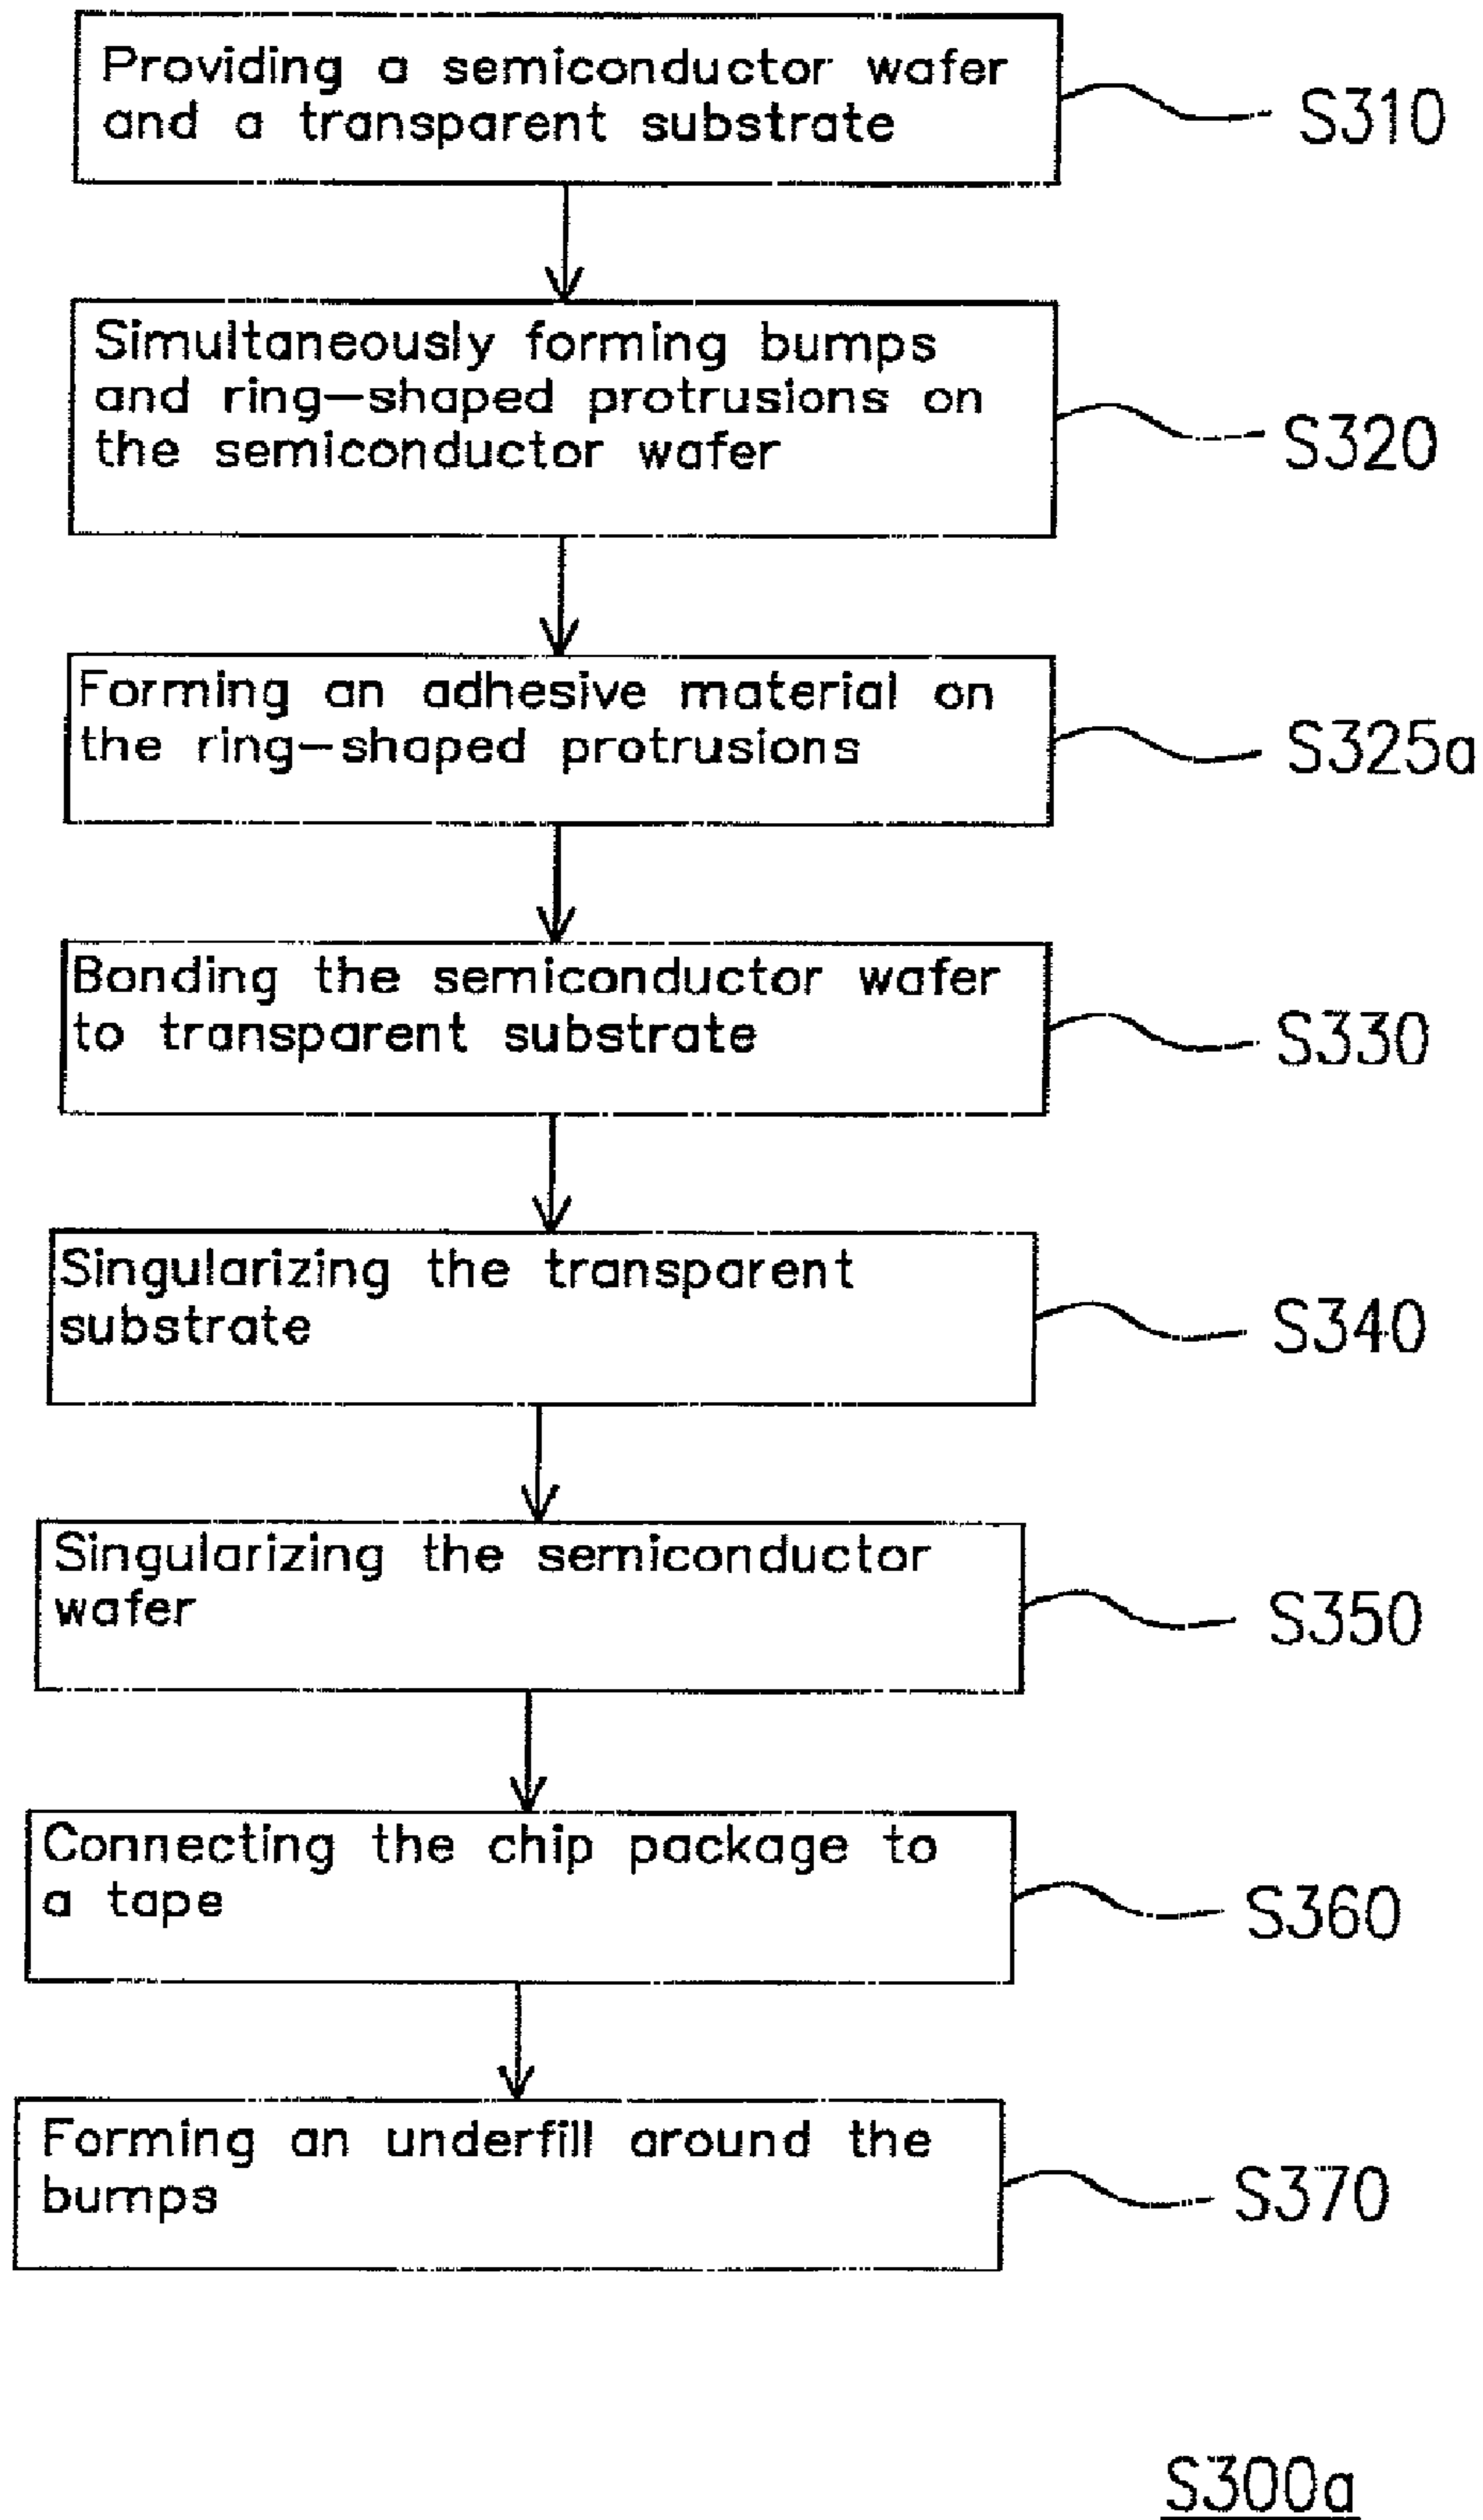 Providing a semiconductor wafer
and a transparent substrate
S310
Simultaneously forming bumps
and ring-shaped protrusions on
the semiconductor wafer
S320
Forming an adhesive material on
the ring-shaped protrusions
S325a
Bonding the semiconductor wafer
to transparent substrate
S330
Singularizing the transparent
substrate
S340
Singularizing the semiconductor
wafer
S350
Connecting the chip package to
a tape
S360
Forming an underfill around the
bumps
S370
S300a